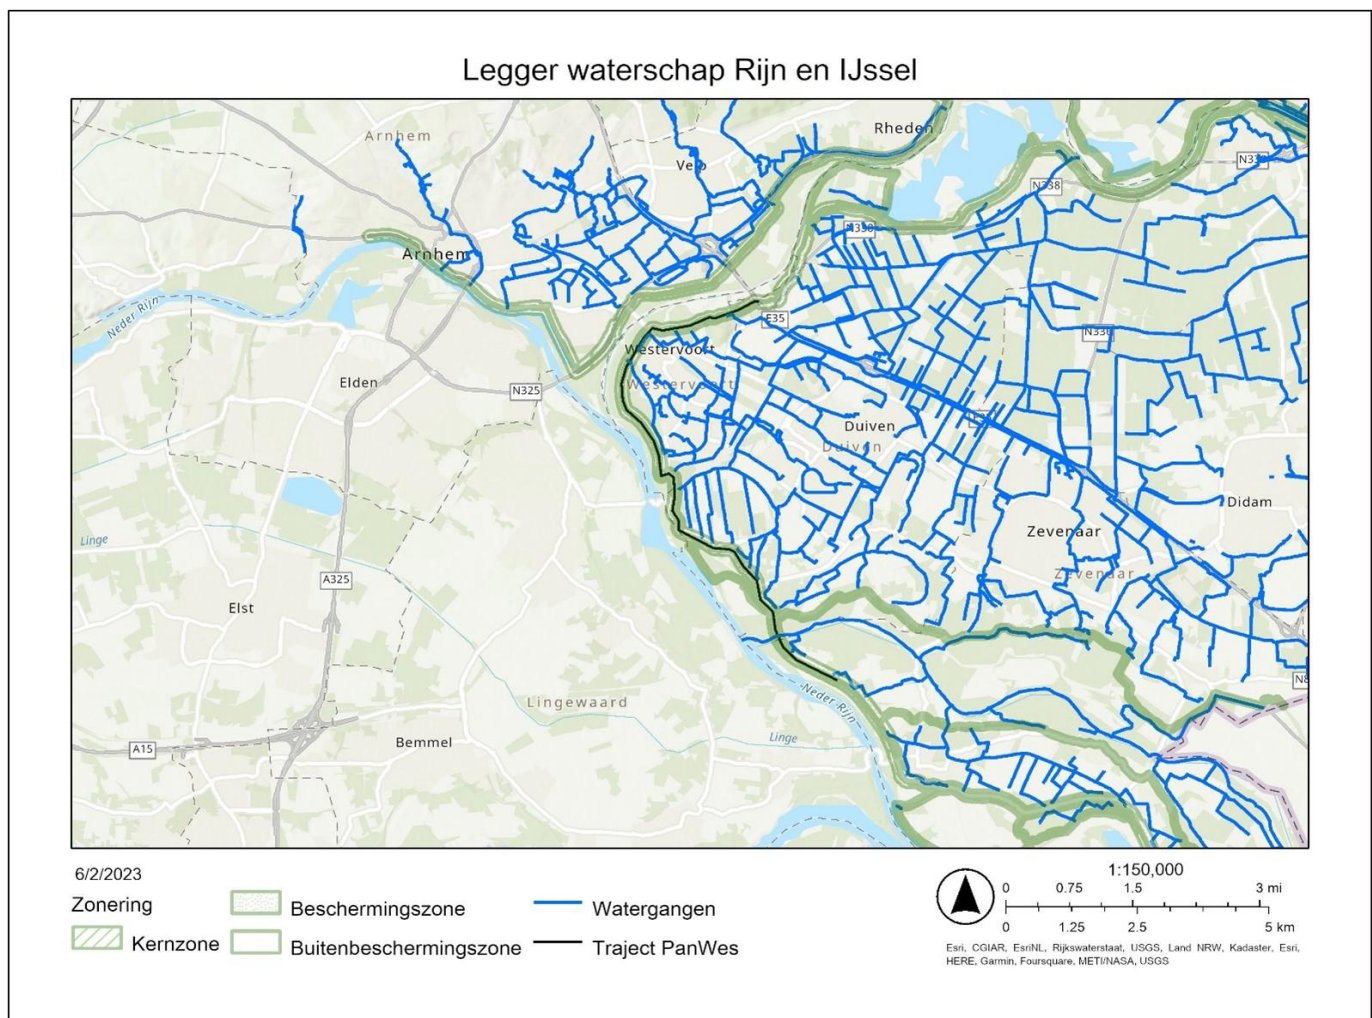 Legger waterschap Rijn en IJssel
Arnhem
Rheden
Velp
N338
N338
N338
Arnhem
Neder Rijn
E35
N336
Westervoort
Westervoort
Elden
N325
Duiven
Duiven
Didam
Zevenaar
Zevenaar
Linge
A325
Elst
Lingewaard
Neder Rijn
Linge
Bemmel
A15
6/2/2023
Zonering
Kernzone
Beschermingszone
Buitenbeschermingszone
Watergangen
Traject PanWes
1:150,000
0 0.75 1.5 3 mi
0 1.25 2.5 5 km
Esri, CGIAR, EsriNL, Rijkswaterstaat, USGS, Land NRW, Kadaster, Esri,
HERE, Garmin, Foursquare, METI/NASA, USGS